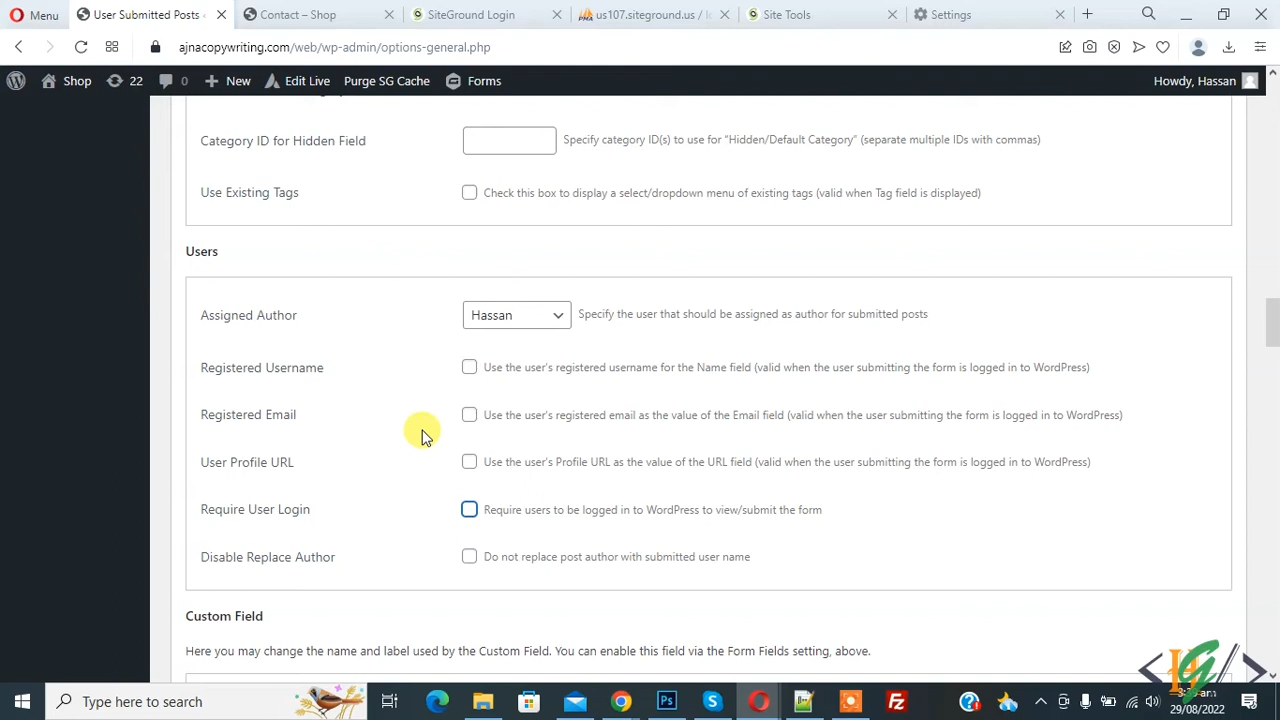 Menu
User Submitted Posts
Contact – Shop
SiteGround Login
us107.siteground.us /
Site Tools
Settings
ajnacopywriting.com/web/wp-admin/options-general.php
Shop
22
0
New
Edit Live
Purge SG Cache
Forms
Howdy, Hassan
Category ID for Hidden Field
Specify category ID(s) to use for “Hidden/Default Category” (separate multiple IDs with commas)
Use Existing Tags
Check this box to display a select/dropdown menu of existing tags (valid when Tag field is displayed)
Users
Assigned Author
Hassan
Specify the user that should be assigned as author for submitted posts
Registered Username
Use the user's registered username for the Name field (valid when the user submitting the form is logged in to WordPress)
Registered Email
Use the user's registered email as the value of the Email field (valid when the user submitting the form is logged in to WordPress)
User Profile URL
Use the user's Profile URL as the value of the URL field (valid when the user submitting the form is logged in to WordPress)
Require User Login
Require users to be logged in to WordPress to view/submit the form
Disable Replace Author
Do not replace post author with submitted user name
Custom Field
Here you may change the name and label used by the Custom Field. You can enable this field via the Form Fields setting, above.
Type here to search
am
29/08/2022